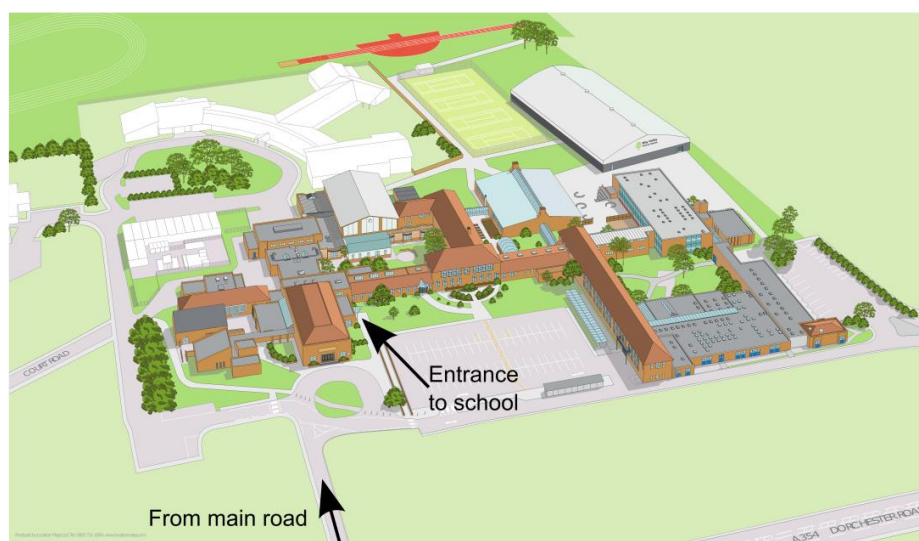 COURT ROAD
Entrance
to school
From main road
A354 DORCHESTER ROAD